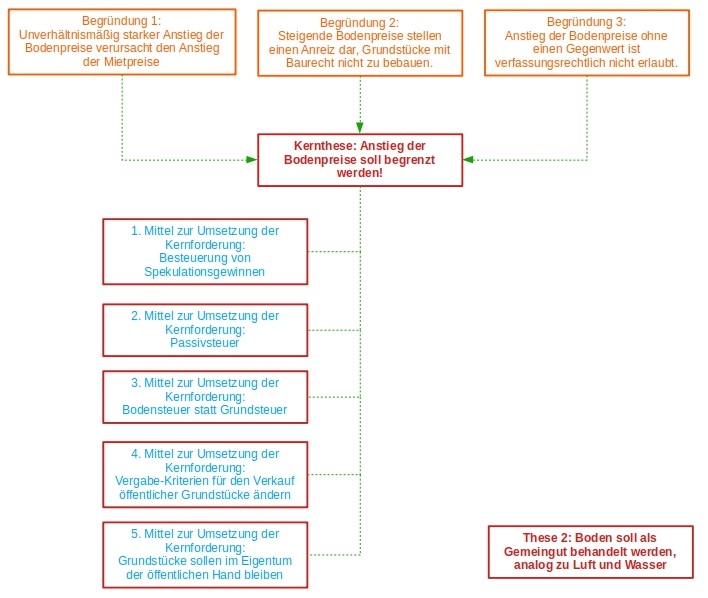 Begründung 1:
Unverhältnismäßig starker Anstieg der
Bodenpreise verursacht den Anstieg
der Mietpreise
Begründung 2:
Steigende Bodenpreise stellen
einen Anreiz dar, Grundstücke mit
Baurecht nicht zu bebauen.
Begründung 3:
Anstieg der Bodenpreise ohne
einen Gegenwert ist
verfassungsrechtlich nicht erlaubt.
Kernthese: Anstieg der
Bodenpreise soll begrenzt
werden!
1. Mittel zur Umsetzung der
Kernforderung:
Besteuerung von
Spekulationsgewinnen
2. Mittel zur Umsetzung der
Kernforderung:
Passivsteuer
3. Mittel zur Umsetzung der
Kernforderung:
Bodensteuer statt Grundsteuer
4. Mittel zur Umsetzung der
Kernforderung:
Vergabe-Kriterien für den Verkauf
öffentlicher Grundstücke ändern
5. Mittel zur Umsetzung der
Kernforderung:
Grundstücke sollen im Eigentum
der öffentlichen Hand bleiben
These 2: Boden soll als
Gemeingut behandelt werden,
analog zu Luft und Wasser